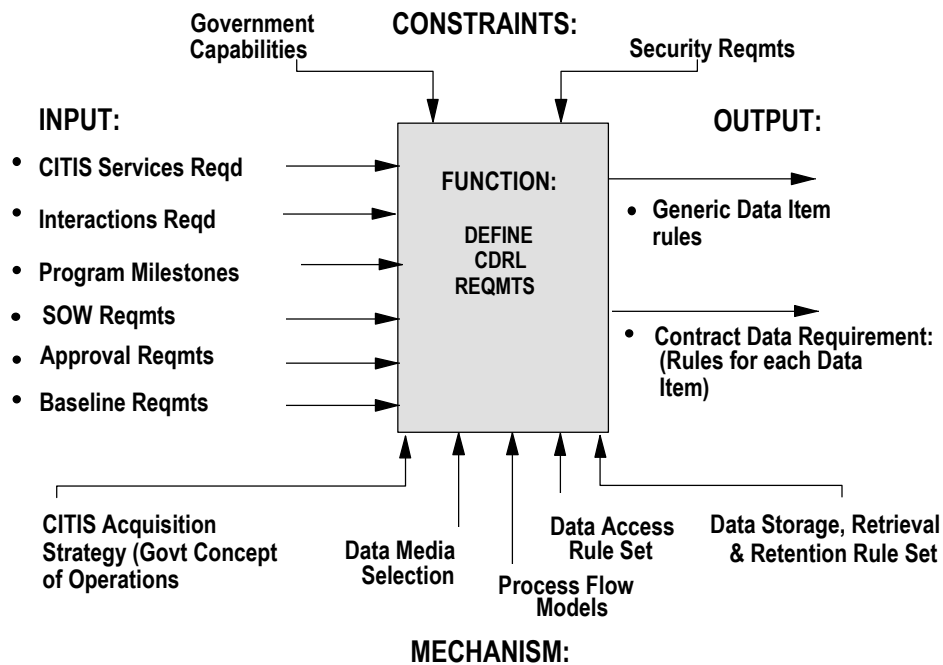 Government
Capabilities
CONSTRAINTS:
Security Reqmts
INPUT:
• CITIS Services Reqd
• Interactions Reqd
• Program Milestones
• SOW Reqmts
• Approval Reqmts
• Baseline Reqmts
FUNCTION:
DEFINE
CDRL
REQMTS
OUTPUT:
• Generic Data Item
rules
• Contract Data Requirement:
(Rules for each Data
Item)
CITIS Acquisition
Strategy (Govt Concept
of Operations
Data Media
Selection
Process Flow
Models
Data Access
Rule Set
Data Storage, Retrieval
& Retention Rule Set
MECHANISM: